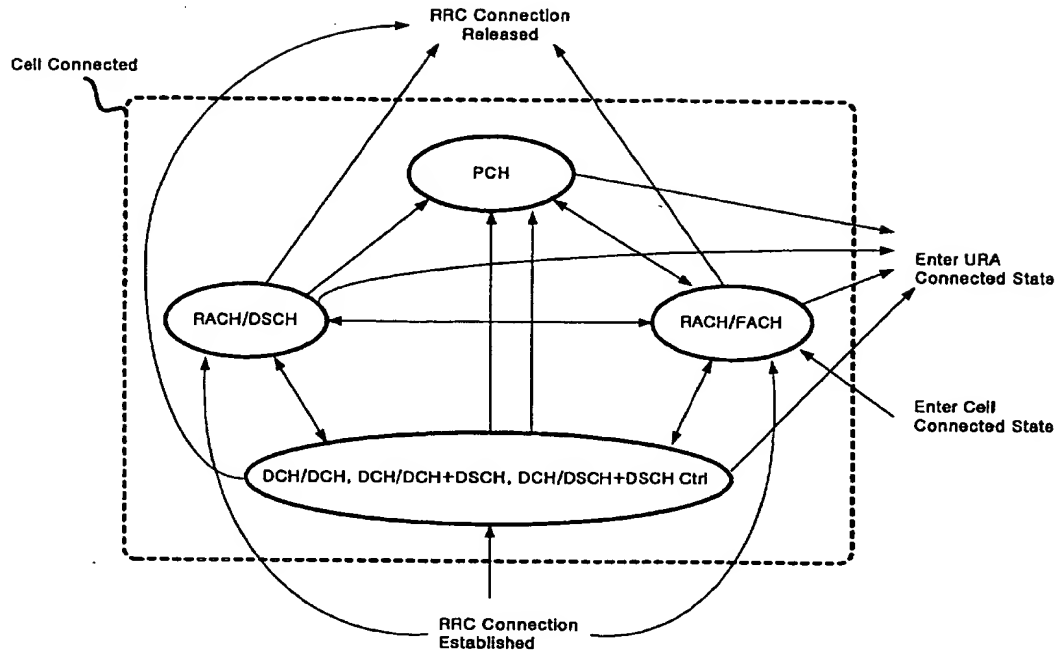 RRC Connection
Released
Cell Connected
PCH
Enter URA
Connected State
RACH/DSCH
RACH/FACH
Enter Cell
Connected State
DCH/DCH, DCH/DCH+DSCH, DCH/DSCH+DSCH Ctrl
RRC Connection
Established